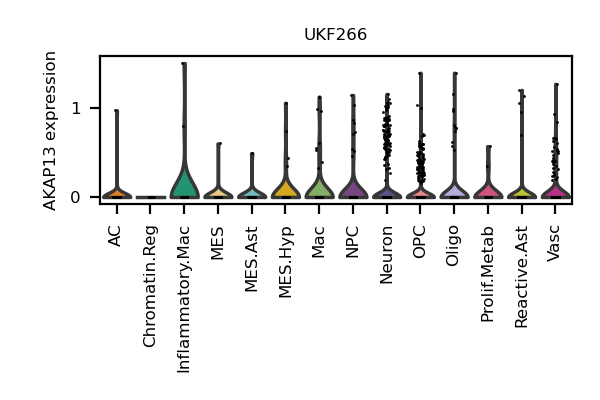 UKF266
AKAP13 expression
1
0
AC
Chromatin.Reg
Inflammatory.Mac
MES
MES.Ast
MES.Hyp
Mac
NPC
Neuron
OPC
Oligo
Prolif.Metab
Reactive.Ast
Vasc